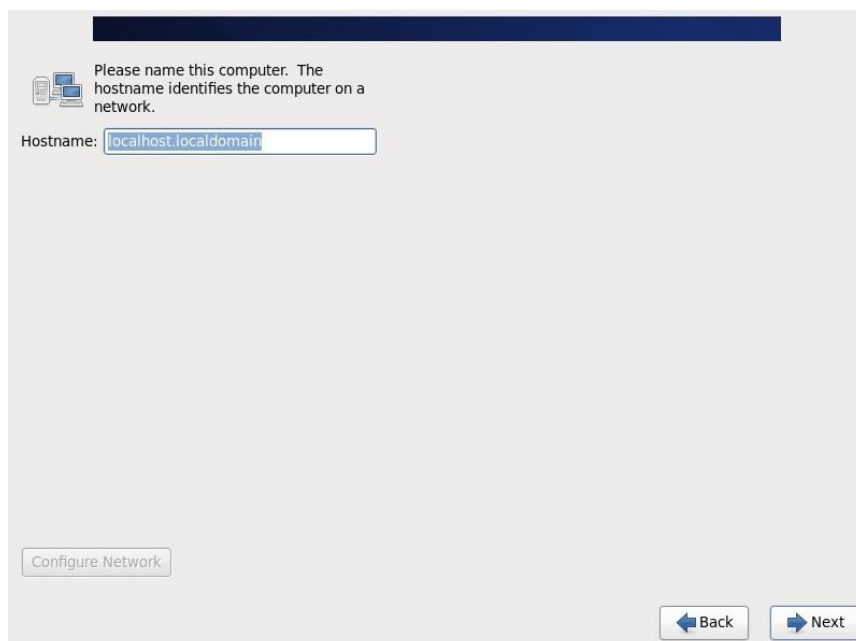 Please name this computer.  The
hostname identifies the computer on a
network.
Hostname: localhost.localdomain
Configure Network
Back
Next